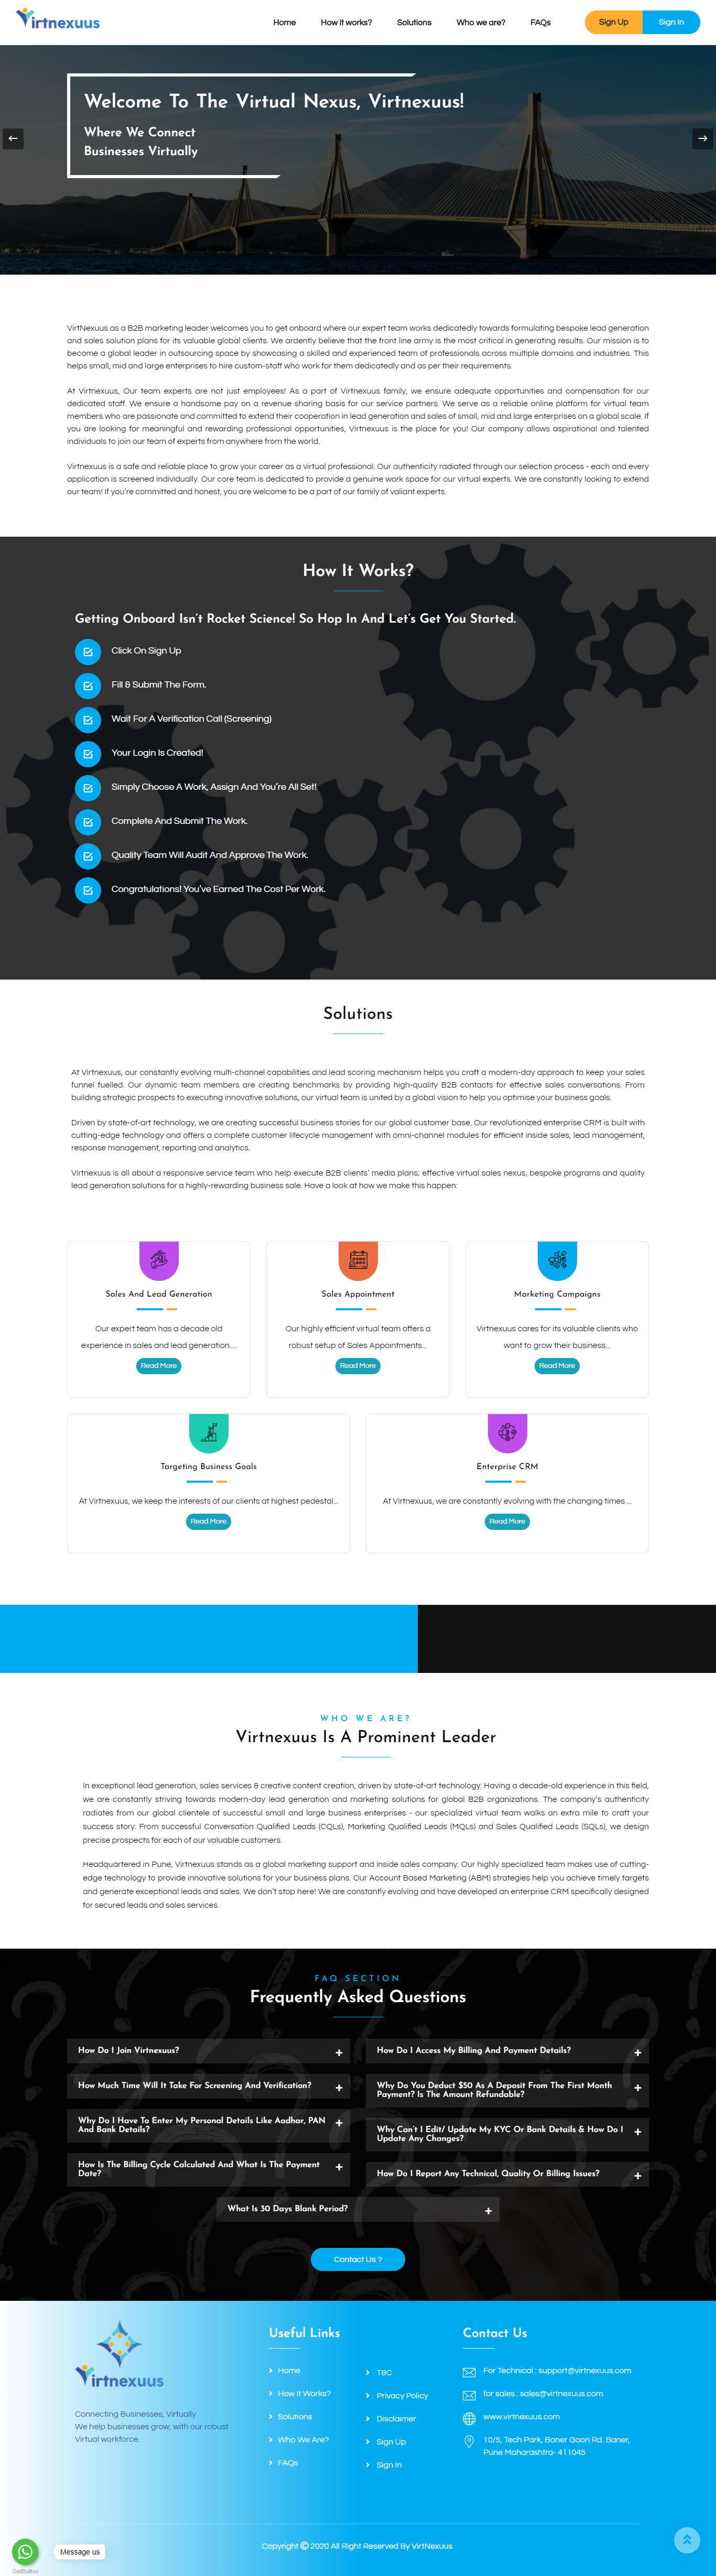 Virtnexuus
Home How it works? Solutions Who we are? FAQs Sign Up Sign In
Welcome To The Virtual Nexus, Virtnexuus!
Where We Connect
Businesses Virtually
VirtNexuus as a B2B marketing leader welcomes you to get onboard where our expert team works dedicatedly towards formulating bespoke lead generation
and sales solution plans for its valuable global clients. We ardently believe that the front line army is the most critical in generating results. Our mission is to
become a global leader in outsourcing space by showcasing a skilled and experienced team of professionals across multiple domains and industries. This
helps small, mid and large enterprises to hire custom-staff who work for them dedicatedly and as per their requirements.
At Virtnexuus, Our team experts are not just employees! As a part of Virtnexuus family, we ensure adequate opportunities and compensation for our
dedicated staff. We ensure a handsome pay on a revenue sharing basis for our service partners. We serve as a reliable online platform for virtual team
members who are passionate and committed to extend their cooperation in lead generation and sales of small, mid and large enterprises on a global scale. If
you are looking for meaningful and rewarding professional opportunities, Virtnexuus is the place for you! Our company allows aspirational and talented
individuals to join our team of experts from anywhere from the world.
Virtnexuus is a safe and reliable place to grow your career as a virtual professional. Our authenticity radiated through our selection process - each and every
application is screened individually. Our core team is dedicated to provide a genuine work space for our virtual experts. We are constantly looking to extend
our team! If you're committed and honest, you are welcome to be a part of our family of valiant experts.
How It Works?
Getting Onboard Isn't Rocket Science! So Hop In And Let's Get You Started.
Click On Sign Up
Fill & Submit The Form.
Wait For A Verification Call (Screening)
Your Login Is Created!
Simply Choose A Work, Assign And You're All Set!
Complete And Submit The Work.
Quality Team Will Audit And Approve The Work.
Congratulations! You've Earned The Cost Per Work.
Solutions
At Virtnexuus, our constantly evolving multi-channel capabilities and lead scoring mechanism helps you craft a modern-day approach to keep your sales
funnel fuelled. Our dynamic team members are creating benchmarks by providing high-quality B2B contacts for effective sales conversations. From
building strategic prospects to executing innovative solutions, our virtual team is united by a global vision to help you optimise your business goals.
Driven by state-of-art technology, we are creating successful business stories for our global customer base. Our revolutionized enterprise CRM is built with
cutting-edge technology and offers a complete customer lifecycle management with omni-channel modules for efficient inside sales, lead management,
response management, reporting and analytics.
Virtnexuus is all about a responsive service team who help execute B2B clients' media plans; effective virtual sales nexus, bespoke programs and quality
lead generation solutions for a highly-rewarding business sale. Have a look at how we make this happen:
Sales And Lead Generation
Our expert team has a decade old
experience in sales and lead generation....
Read More
Sales Appointment
Our highly efficient virtual team offers a
robust setup of Sales Appointments...
Read More
Marketing Campaigns
Virtnexuus cares for its valuable clients who
want to grow their business...
Read More
Targeting Business Goals
At Virtnexuus, we keep the interests of our clients at highest pedestal...
Read More
Enterprise CRM
At Virtnexuus, we are constantly evolving with the changing times ...
Read More
WHO WE ARE?
Virtnexuus Is A Prominent Leader
In exceptional lead generation, sales services & creative content creation, driven by state-of-art technology. Having a decade-old experience in this field,
we are constantly striving towards modern-day lead generation and marketing solutions for global B2B organizations. The company's authenticity
radiates from our global clientele of successful small and large business enterprises - our specialized virtual team walks an extra mile to craft your
success story. From successful Conversation Qualified Leads (CQLs), Marketing Qualified Leads (MQLs) and Sales Qualified Leads (SQLs), we design
precise prospects for each of our valuable customers.
Headquartered in Pune, Virtnexuus stands as a global marketing support and inside sales company. Our highly specialized team makes use of cutting-
edge technology to provide innovative solutions for your business plans. Our Account Based Marketing (ABM) strategies help you achieve timely targets
and generate exceptional leads and sales. We don't stop here! We are constantly evolving and have developed an enterprise CRM specifically designed
for secured leads and sales services.
FAQ SECTION
Frequently Asked Questions
How Do I Join Virtnexuus?
How Much Time Will It Take For Screening And Verification?
Why Do I Have To Enter My Personal Details Like Aadhar, PAN
And Bank Details?
How Is The Billing Cycle Calculated And What Is The Payment
Date?
How Do I Access My Billing And Payment Details?
Why Do You Deduct $50 As A Deposit From The First Month
Payment? Is The Amount Refundable?
Why Can't I Edit/ Update My KYC Or Bank Details & How Do I
Update Any Changes?
How Do I Report Any Technical, Quality Or Billing Issues?
What Is 30 Days Blank Period?
Contact Us ?
Virtnexuus
Connecting Businesses, Virtually
We help businesses grow, with our robust
Virtual workforce.
Useful Links
Home
How It Works?
Solutions
Who We Are?
FAQs
T&C
Privacy Policy
Disclaimer
Sign Up
Sign In
Contact Us
For Technical : support@virtnexuus.com
for sales : sales@virtnexuus.com
www.virtnexuus.com
10/5, Tech Park, Baner Gaon Rd. Baner,
Pune Maharashtra- 411045
Copyright © 2020 All Right Reserved By VirtNexuus.
Message us
GetButton